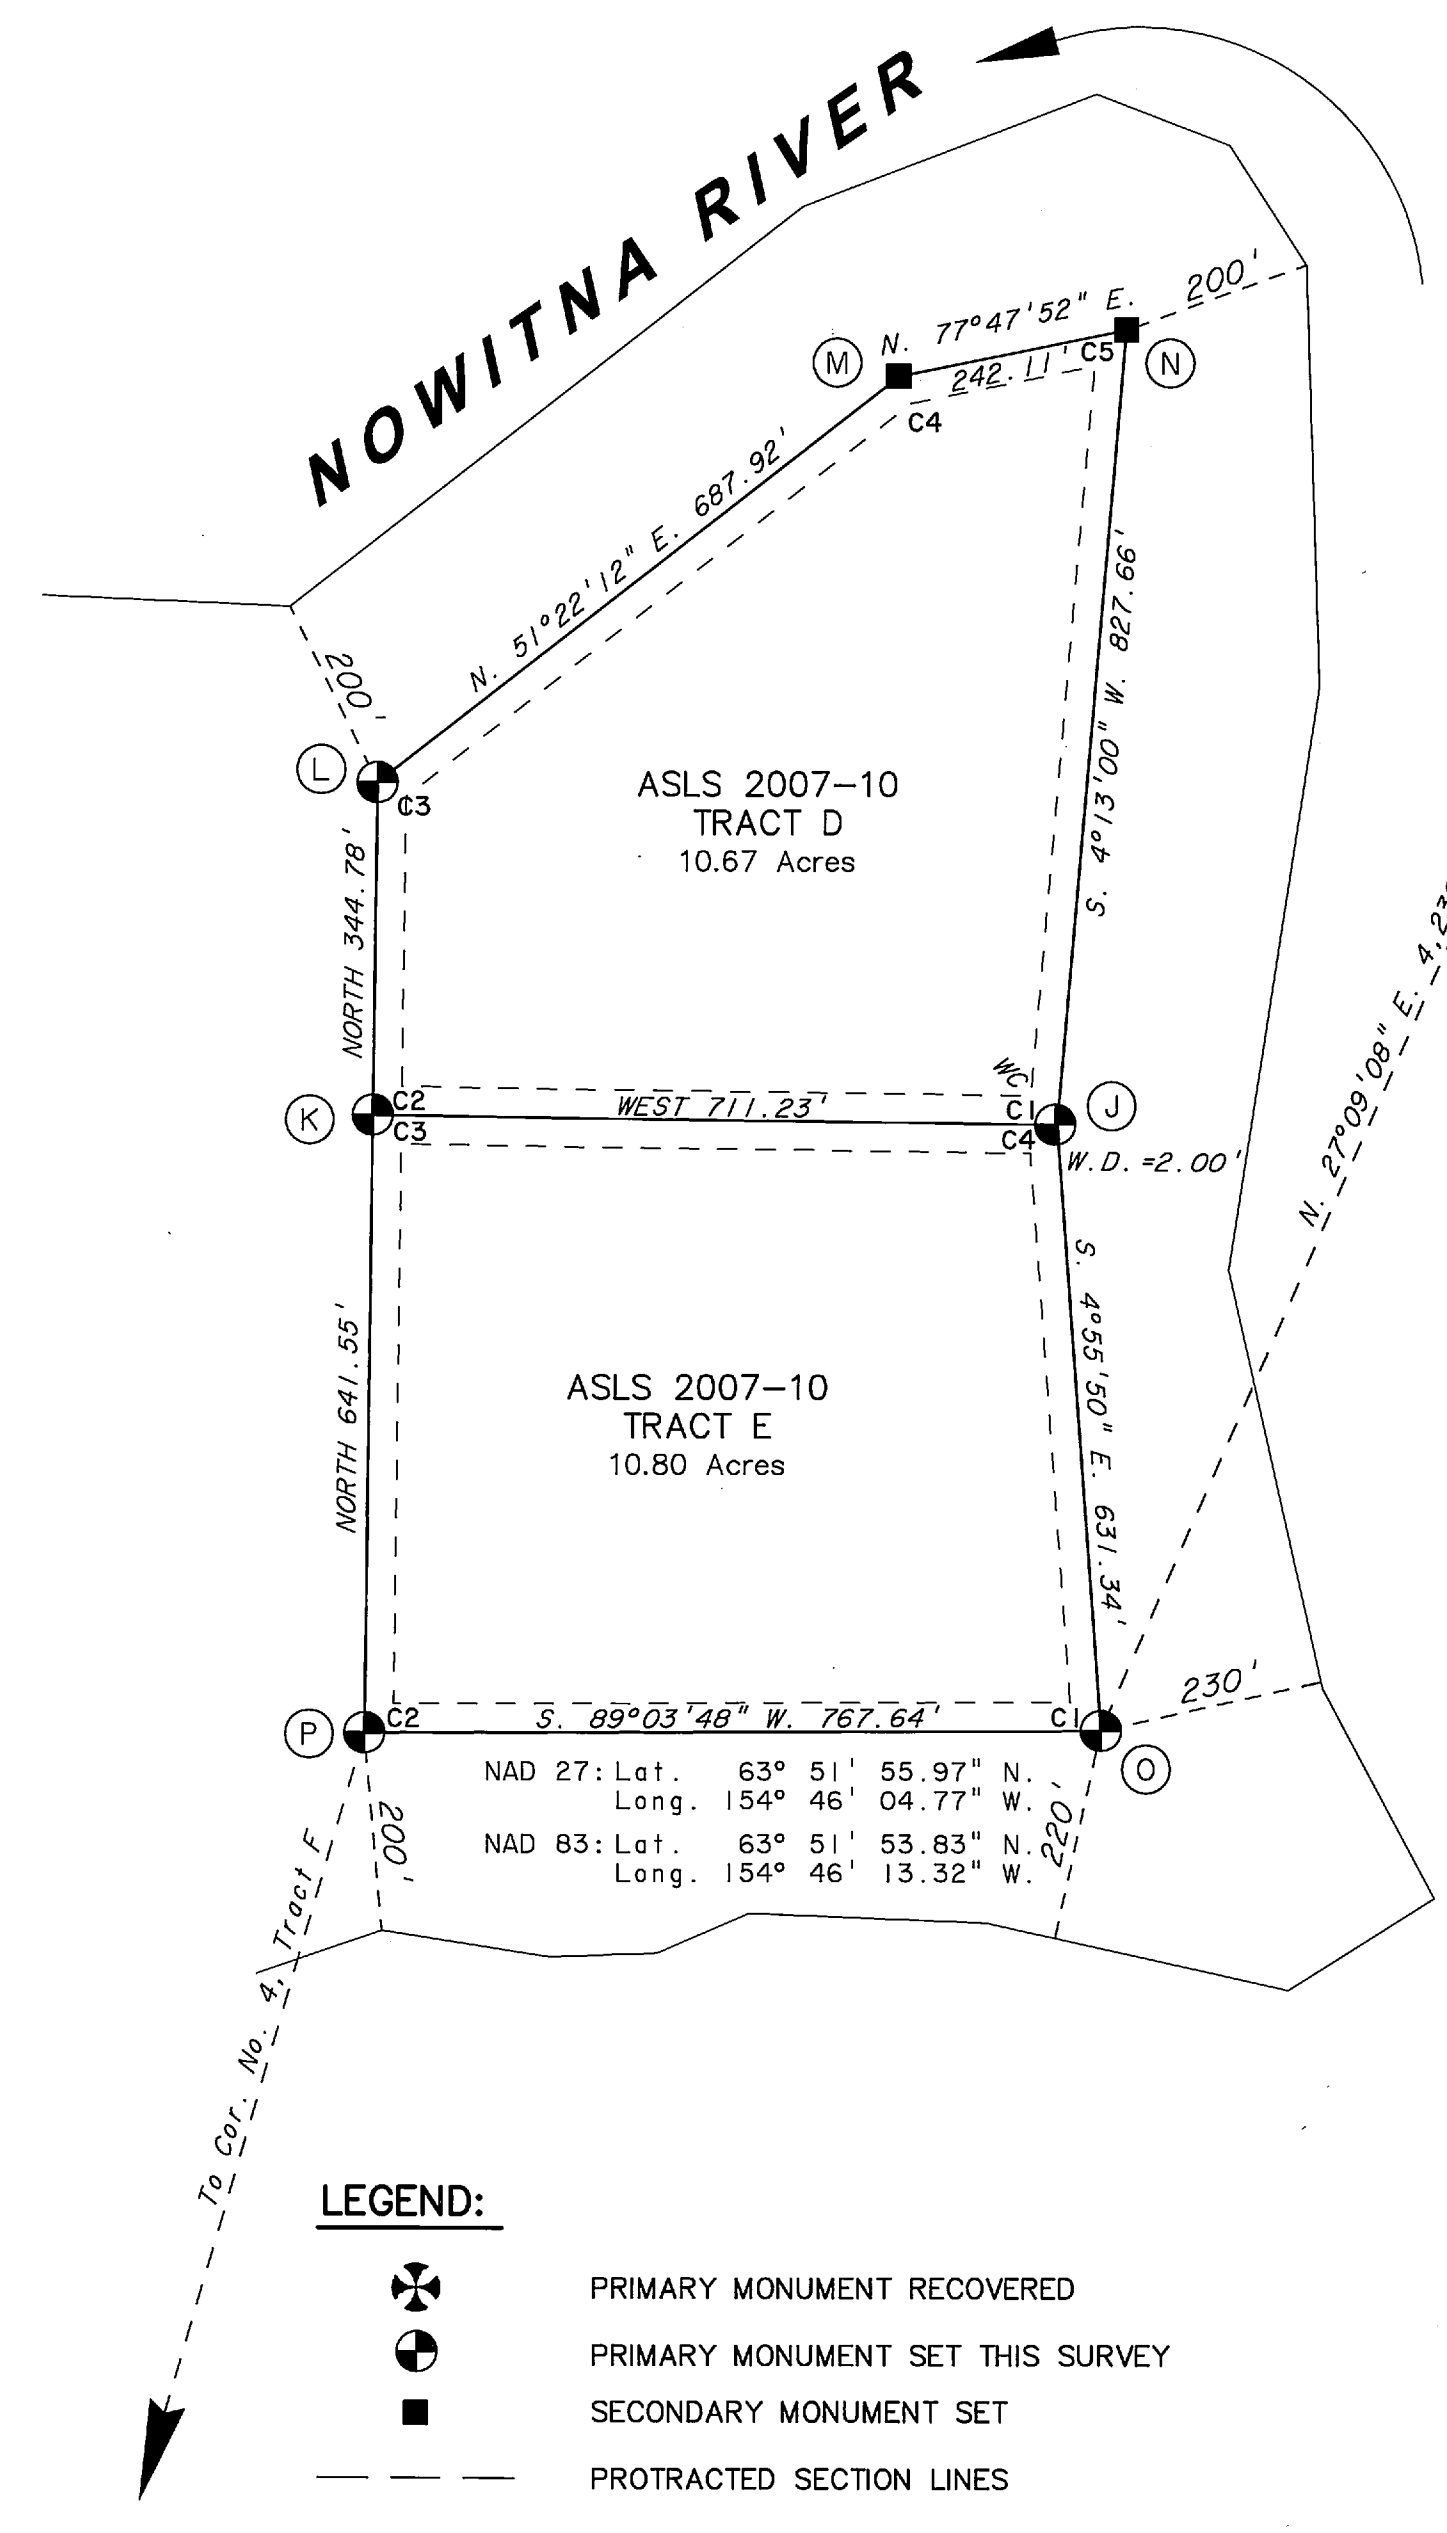 NOWITNA RIVER
200'
N. 77°47'52" E.
M
C5
N
242.11'
C4
N. 51°22'12" E. 687.92'
200'
S. 4°31'00" W. 827.66'
L
C3
ASLS 2007-10
TRACT D
10.67 Acres
NORTH 344.78'
N. 27°09'08" E.
WC
C2
C1
J
K
WEST 711.23'
C3
C4
W.D. =2.00'
S. 4°55'50" E. 631.34'
NORTH 641.55'
ASLS 2007-10
TRACT E
10.80 Acres
230'
P
C2
S. 89°03'48" W. 767.64'
C1
O
NAD 27: Lat. 63° 51' 55.97" N.
Long. 154° 46' 04.77" W.
NAD 83: Lat. 63° 51' 53.83" N.
Long. 154° 46' 13.32" W.
200'
220'
To Cor. No. 4, Tract F
LEGEND:
PRIMARY MONUMENT RECOVERED
PRIMARY MONUMENT SET THIS SURVEY
SECONDARY MONUMENT SET
PROTRACTED SECTION LINES